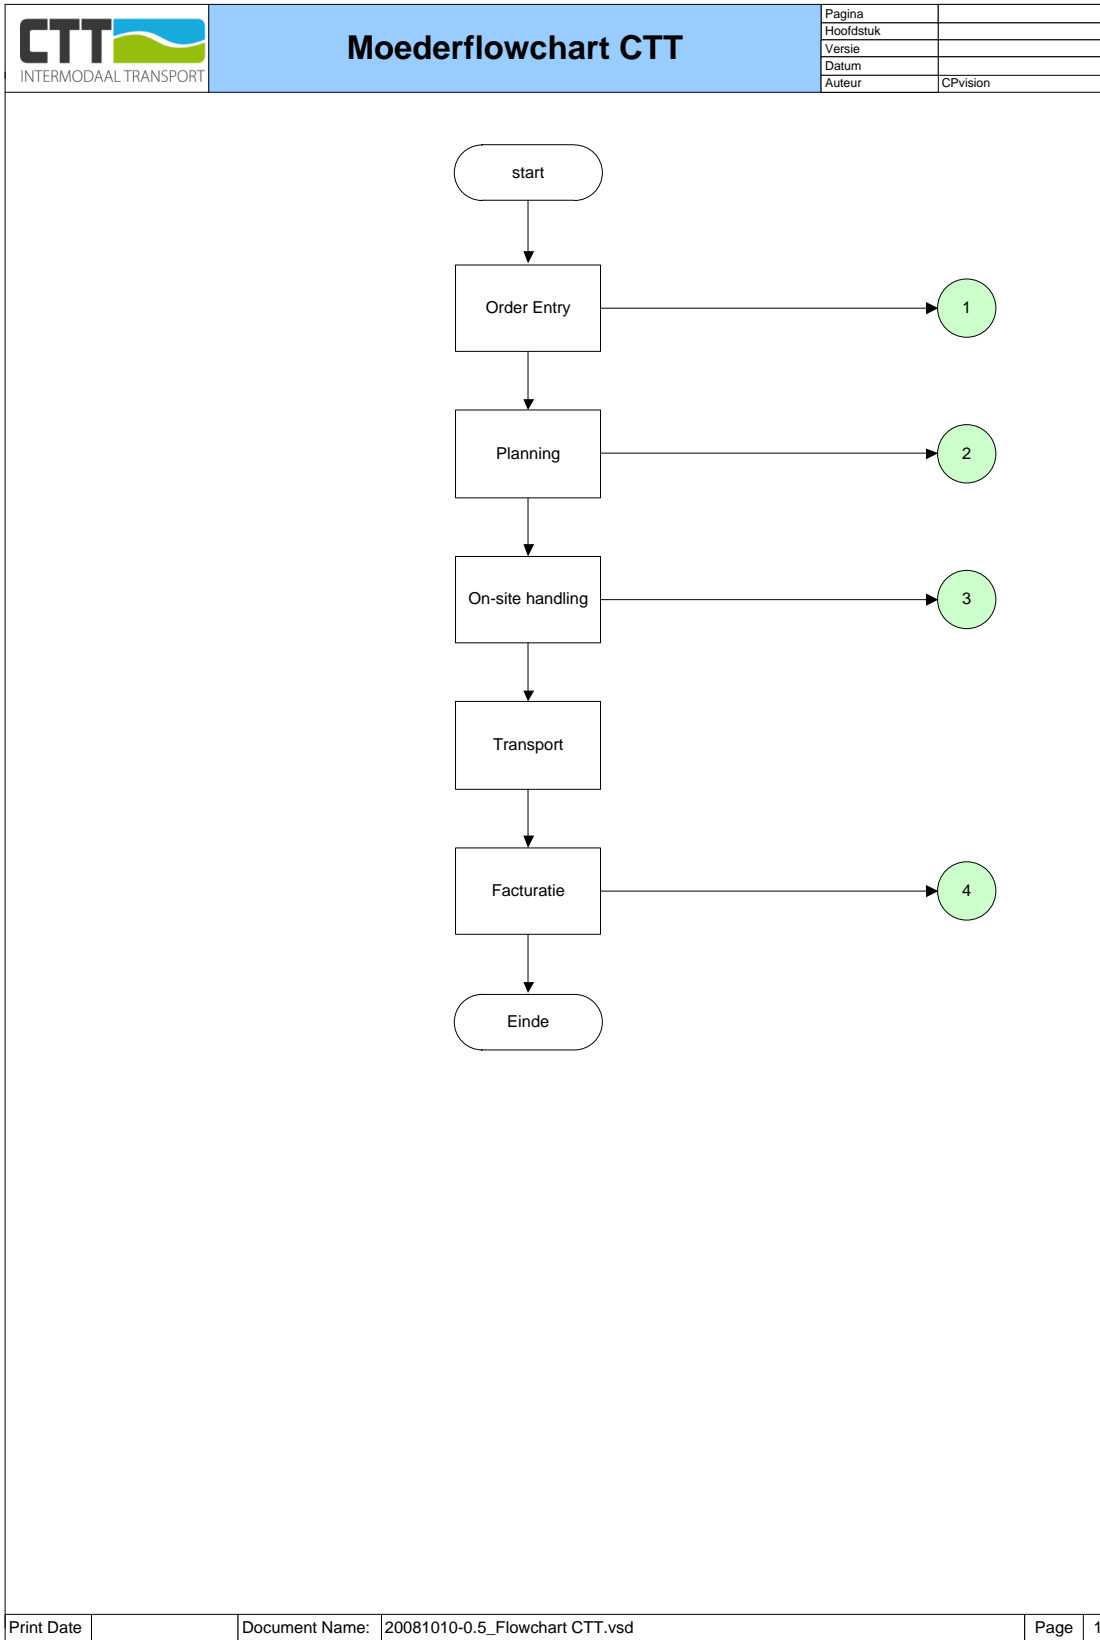 CTT
INTERMODAAL TRANSPORT
Moederflowchart CTT
Pagina
Hoofdstuk
Versie
Datum
Auteur CPvision
start
Order Entry 1
Planning 2
On-site handling 3
Transport
Facturatie 4
Einde
Print Date Document Name: 20081010-0.5_Flowchart CTT.vsd Page 1